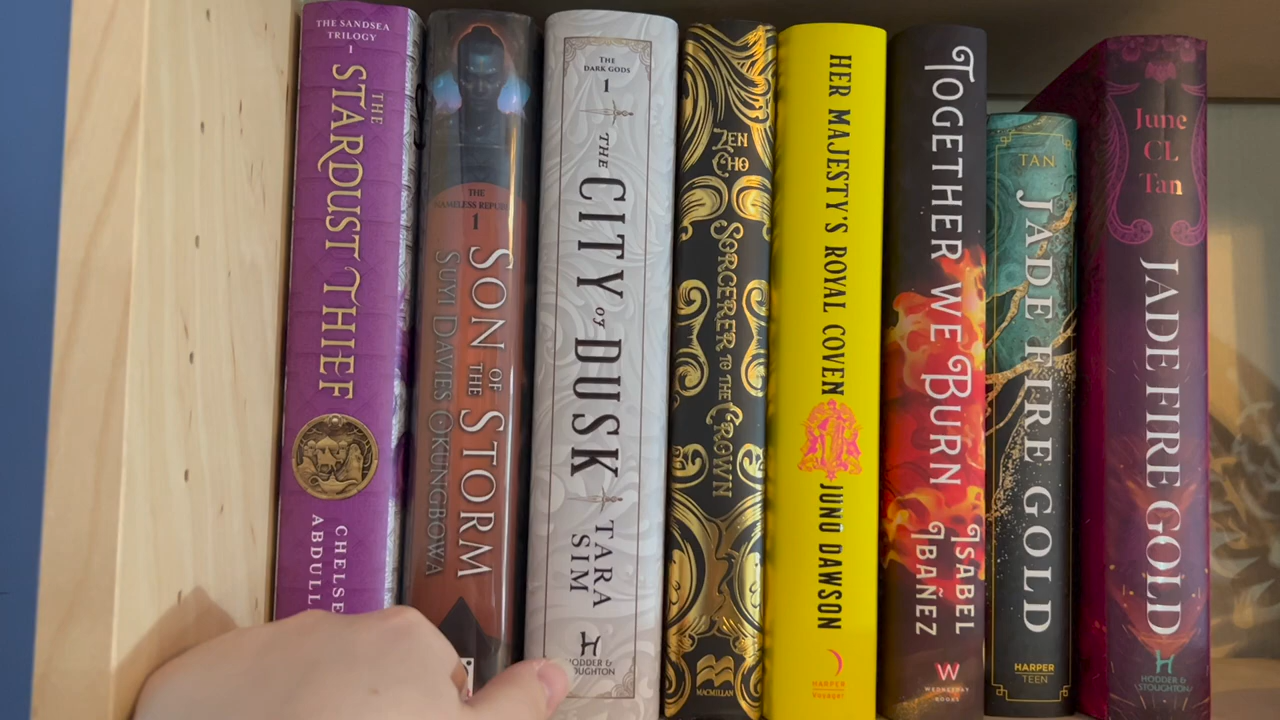 THE SANDSEA
TRILOGY
1
THE
STARDUST THIEF
CHELSE
ABDULL
THE
NAMELESS REPUBL
1
SON OF THE STORM
SUYI DAVIES OKUNGBOWA
THE
DARK GODS
1
THE CITY OF DUSK
TARA
SIM
HODDER &
STOUGHTON
ZEN
CHO
SORCERER TO THE CROWN
MACMILLAN
HER MAJESTY'S ROYAL COVEN
JUNO DAWSON
HARPER
Voyager
TOGETHER WE BURN
ISABEL
IBAÑEZ
W
WEDNESDAY
BOOKS
TAN
JADE FIRE GOLD
HARPER
TEEN
June
CL
Tan
JADE FIRE GOLD
HODDER &
STOUGHTON